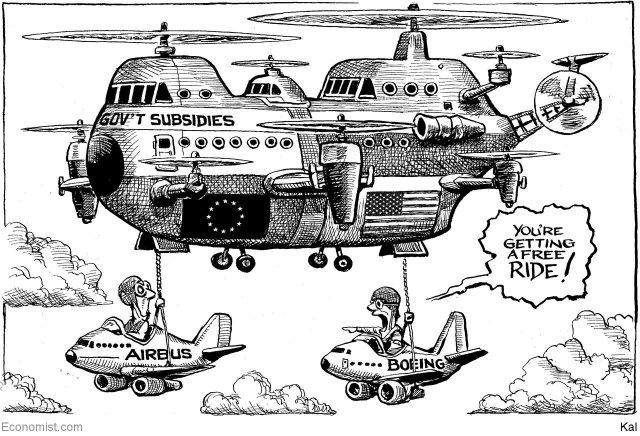 GOV'T SUBSIDIES
YOU'RE
GETTING
A FREE
RIDE!
AIRBUS
BOEING
Economist.com
Kal